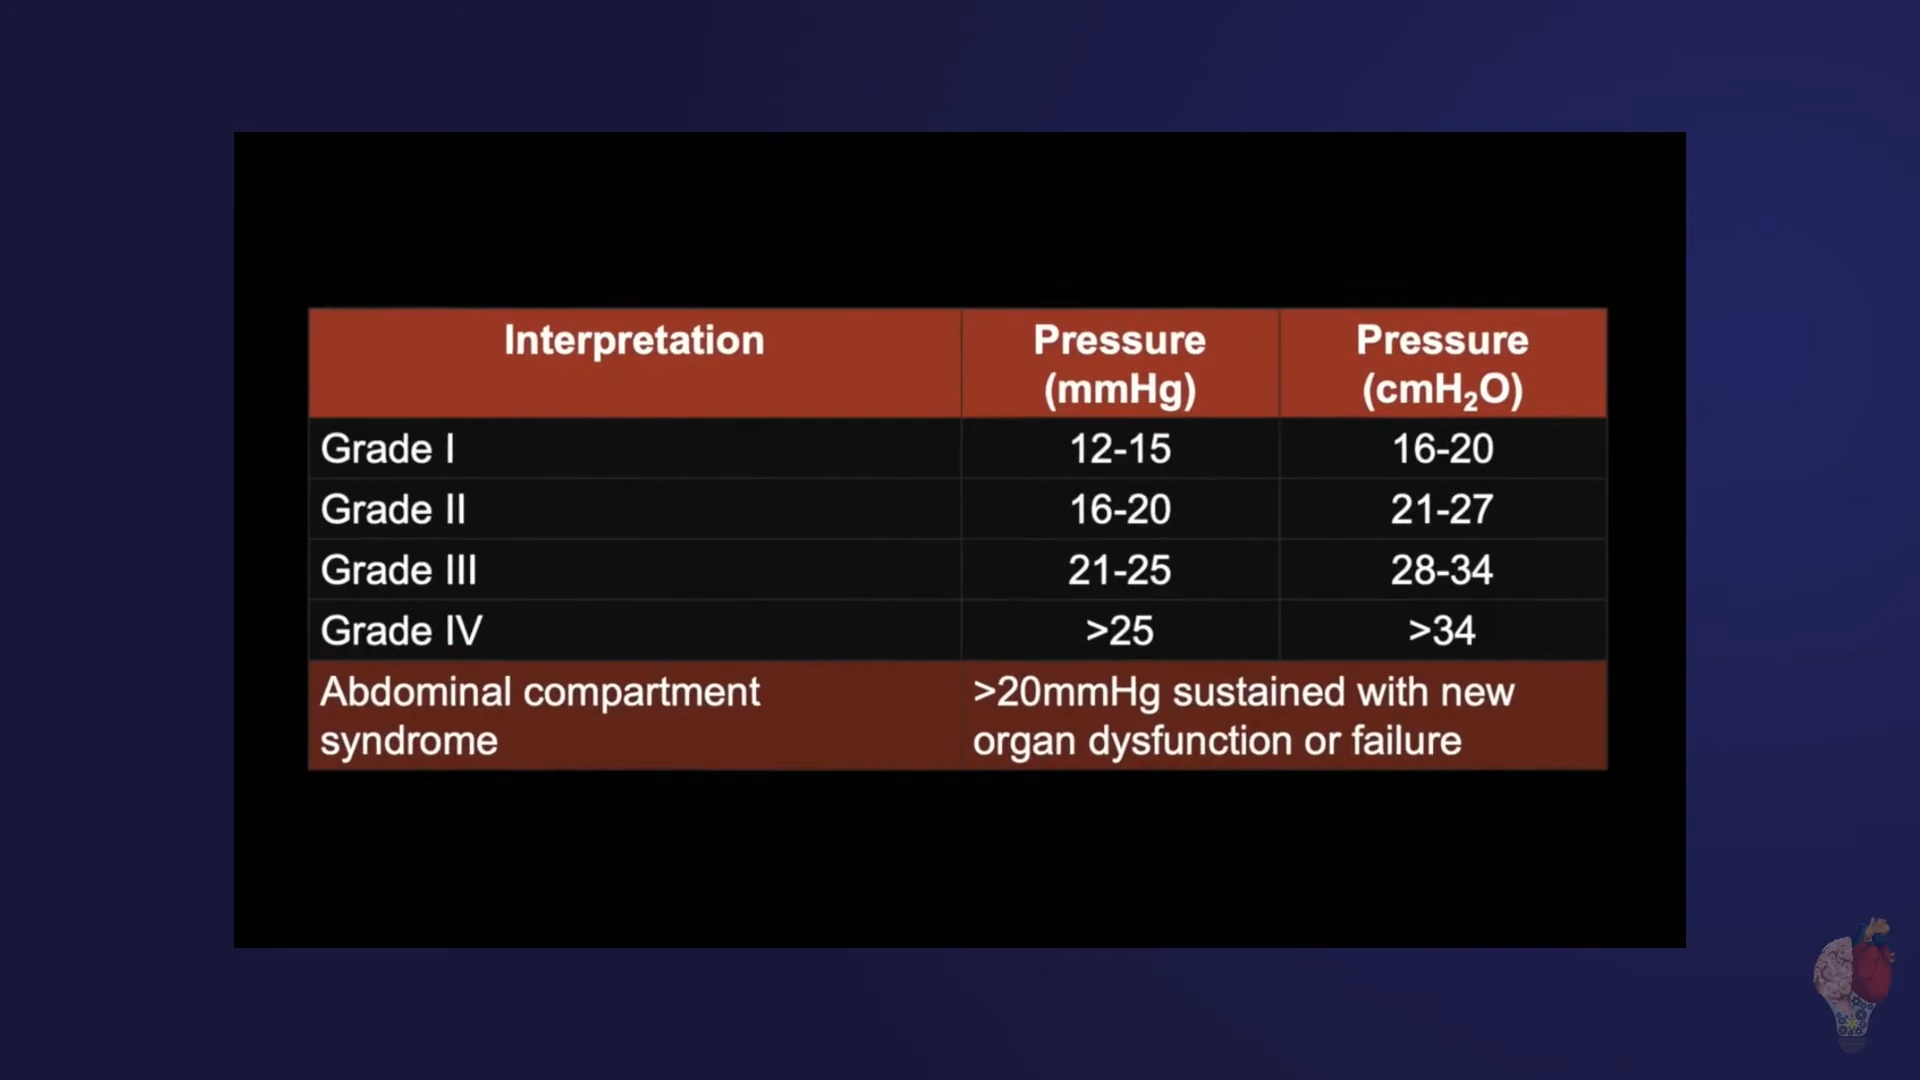 Interpretation Pressure Pressure
(mmHg) (cmH₂O)
Grade I 12-15 16-20
Grade II 16-20 21-27
Grade III 21-25 28-34
Grade IV >25 >34
Abdominal compartment >20mmHg sustained with new
syndrome organ dysfunction or failure